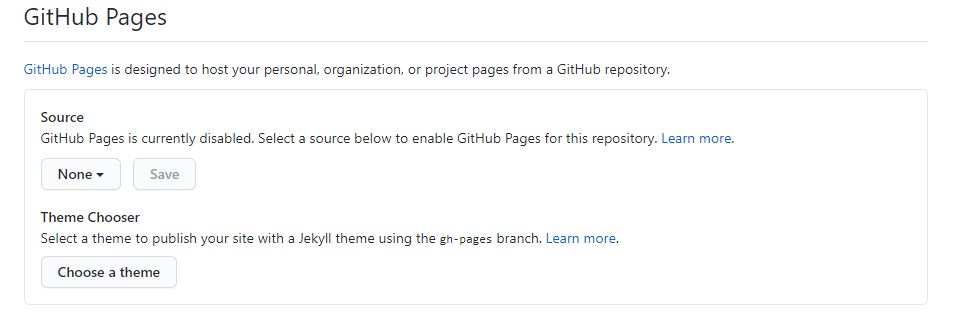 GitHub Pages
GitHub Pages is designed to host your personal, organization, or project pages from a GitHub repository.
Source
GitHub Pages is currently disabled. Select a source below to enable GitHub Pages for this repository. Learn more.
None Save
Theme Chooser
Select a theme to publish your site with a Jekyll theme using the gh-pages branch. Learn more.
Choose a theme